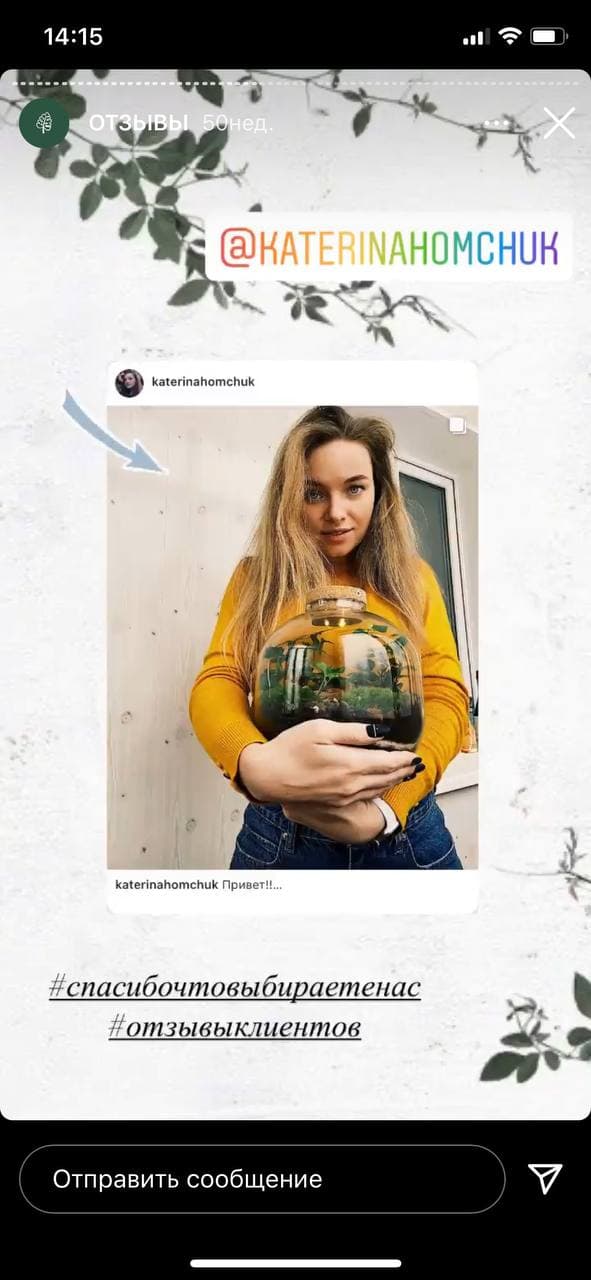 14:15
ОТЗЫВЫ 50нед.
@KATERINAHOMCHUK
katerinahomchuk
katerinahomchuk Привет!!...
#спасибочтовыбираетенас
#отзывыклиентов
Отправить сообщение